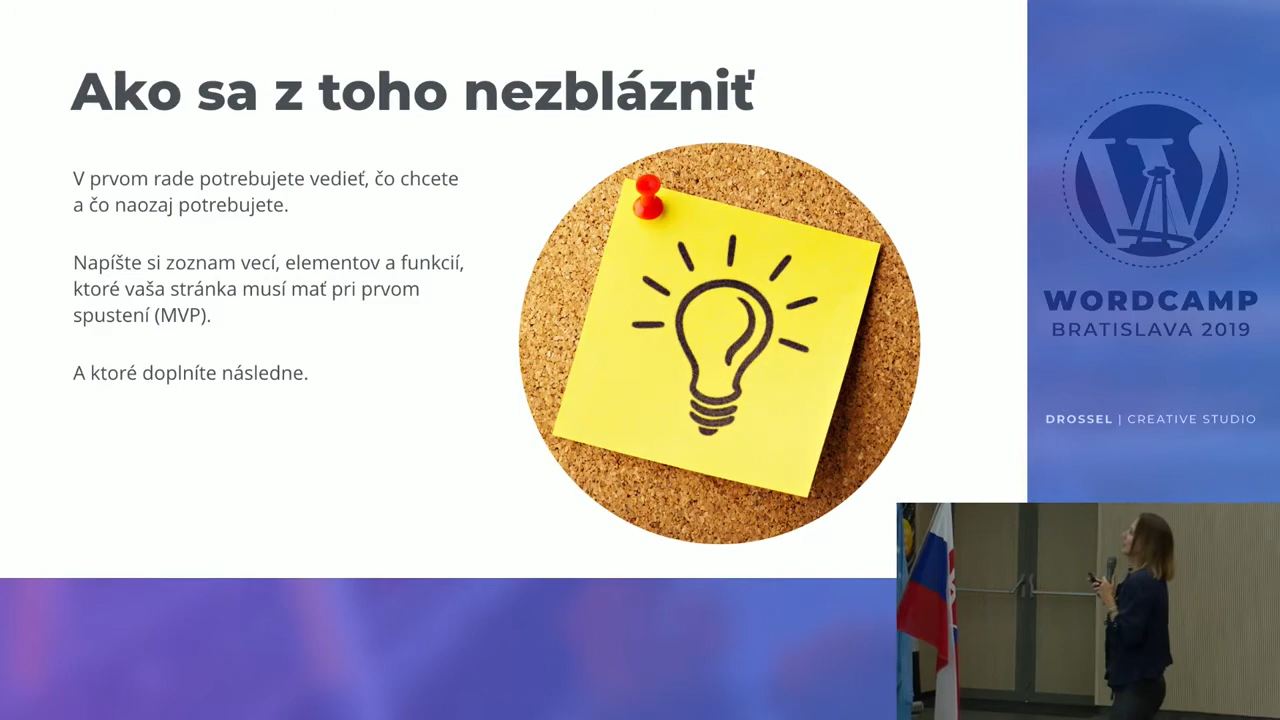 Ako sa z toho nezblázniť
V prvom rade potrebujete vedieť, čo chcete
a čo naozaj potrebujete.
Napíšte si zoznam vecí, elementov a funkcií,
ktoré vaša stránka musí mať pri prvom
spustení (MVP).
A ktoré doplníte následne.
W
WORDCAMP
BRATISLAVA 2019
DROSSEL | CREATIVE STUDIO